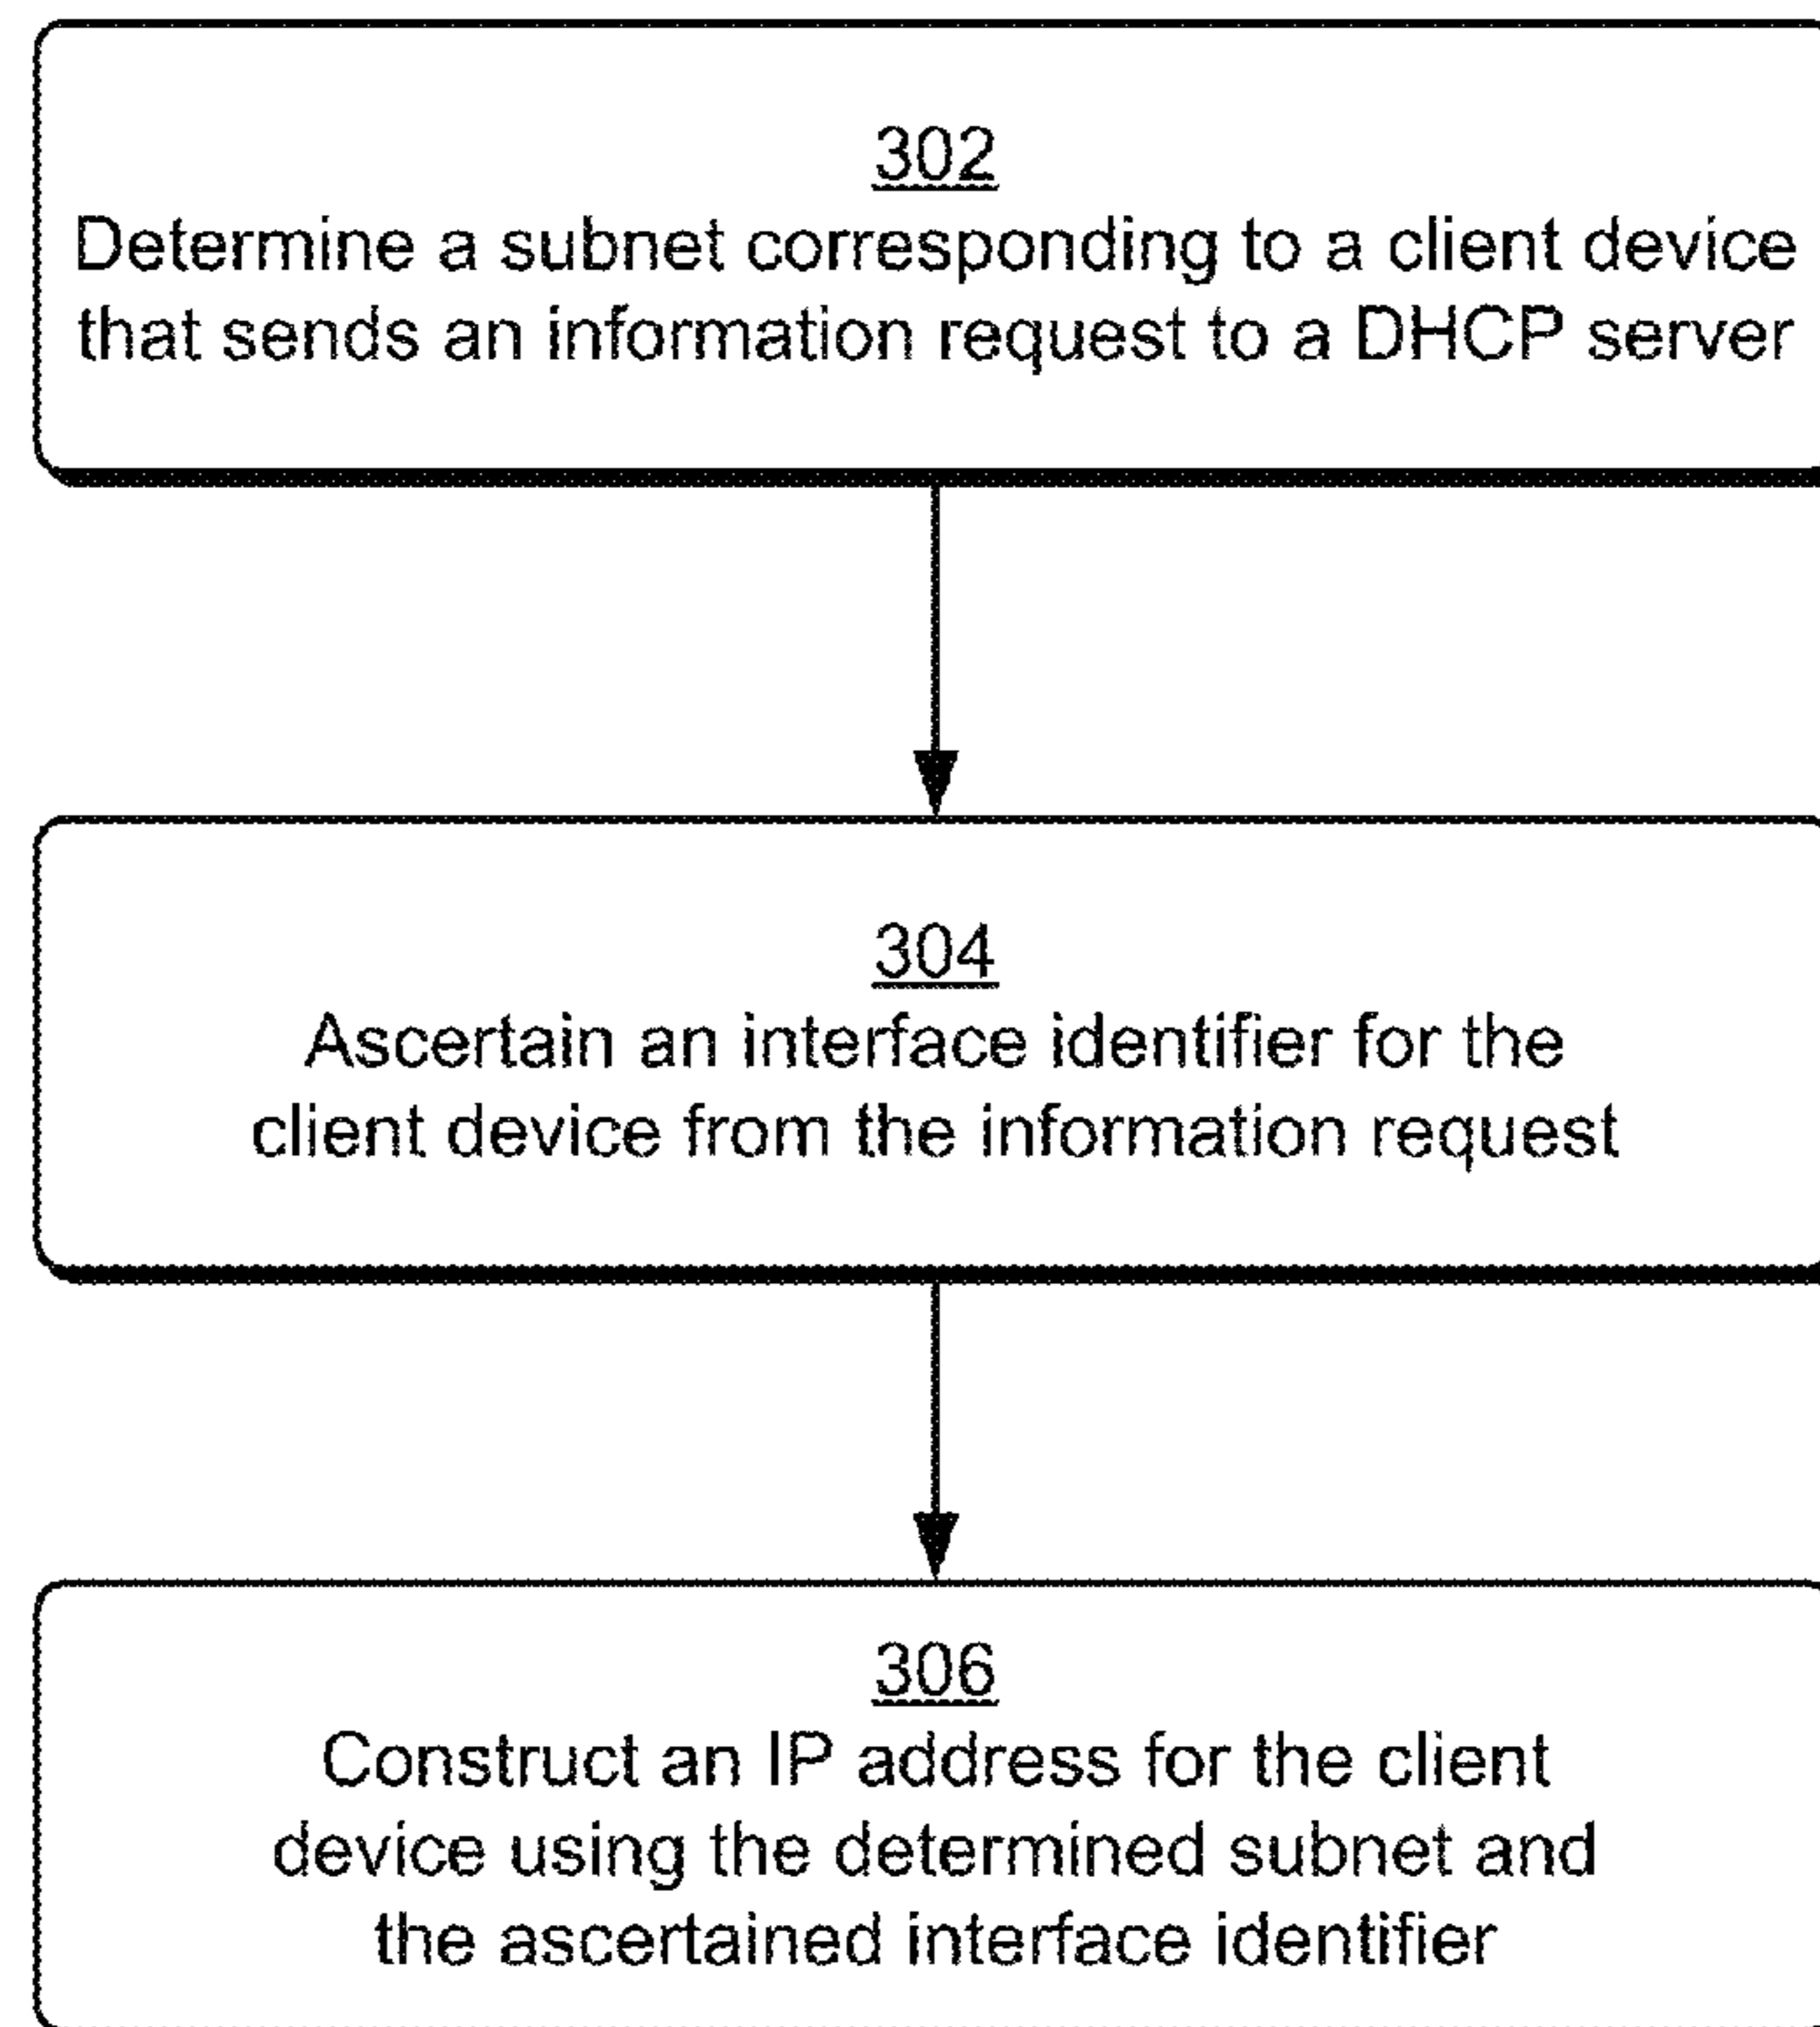 302
Determine a subnet corresponding to a client device
that sends an information request to a DHCP server
304
Ascertain an interface identifier for the
client device from the information request
306
Construct an IP address for the client
device using the determined subnet and
the ascertained interface identifier